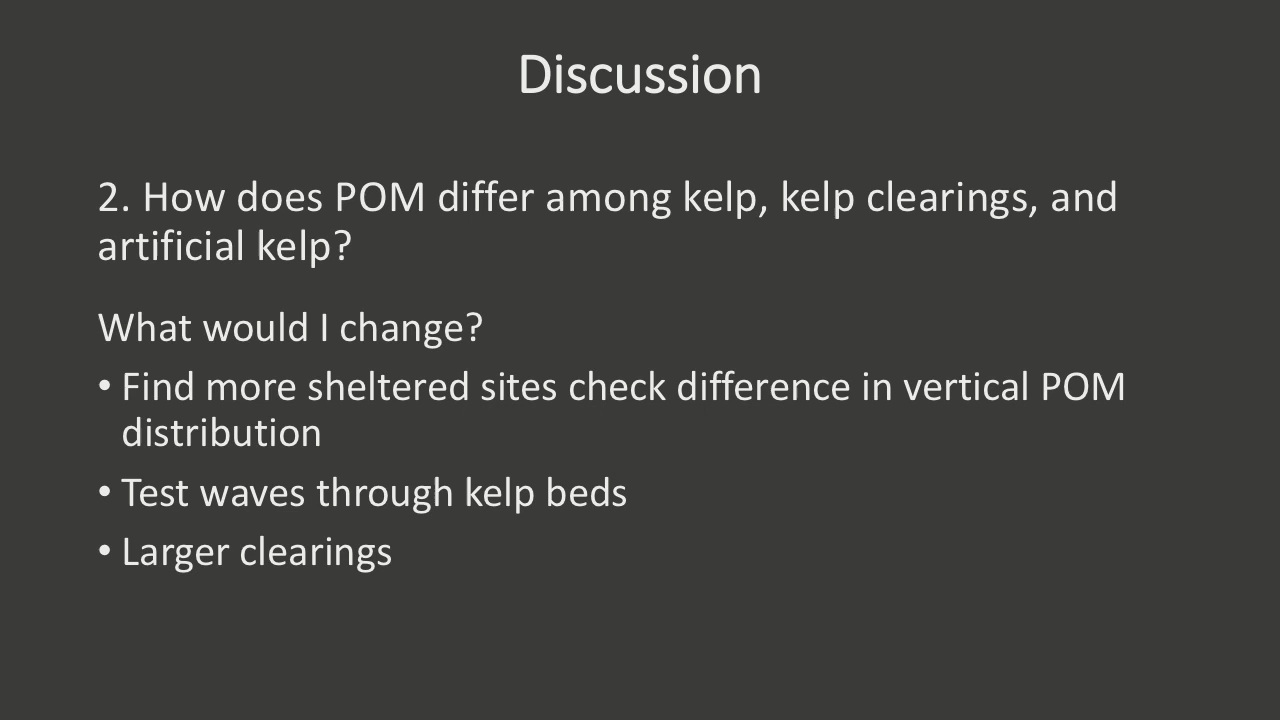 Discussion
2. How does POM differ among kelp, kelp clearings, and
artificial kelp?
What would I change?
• Find more sheltered sites check difference in vertical POM
distribution
• Test waves through kelp beds
• Larger clearings